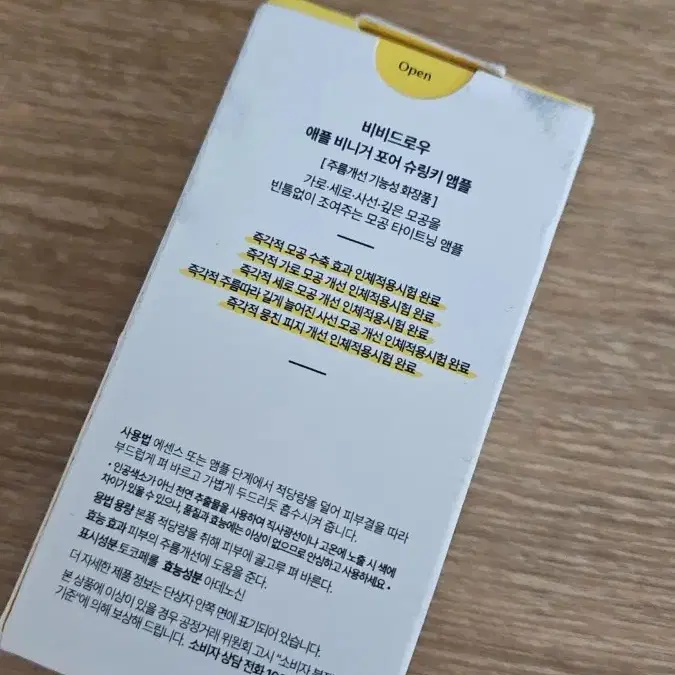 Open
비비드로우
애플 비니거 포어 슈링키 앰플
[ 주름개선 기능성 화장품 ]
가로·세로·사선·깊은 모공을
빈틈없이 조여주는 모공 타이트닝 앰플
즉각적 모공 수축 효과 인체적용시험 완료
즉각적 가로 모공 개선 인체적용시험 완료
즉각적 세로 모공 개선 인체적용시험 완료
즉각적 주름따라 길게 늘어진 사선 모공 개선 인체적용시험 완료
즉각적 뭉친 피지 개선 인체적용시험 완료
사용법 에센스 또는 앰플 단계에서 적당량을 덜어 피부결을 따라
부드럽게 펴 바르고 가볍게 두드리듯 흡수시켜 줍니다.
· 인공색소가 아닌 천연 추출물을 사용하여 직사광선이나 고온에 노출 시 색에
차이가 있을 수 있으나, 품질과 효능에는 이상이 없으므로 안심하고 사용하세요 ·
용법 용량 본품 적당량을 취해 피부에 골고루 펴 바른다.
효능 효과 피부의 주름개선에 도움을 준다.
표시성분 토코페롤 효능성분 아데노신
더 자세한 제품 정보는 단상자 안쪽 면에 표기되어 있습니다.
본 상품에 이상이 있을 경우 공정거래 위원회 고시 "소비자
기준"에 의해 보상해 드립니다. 소비자 상담 전화